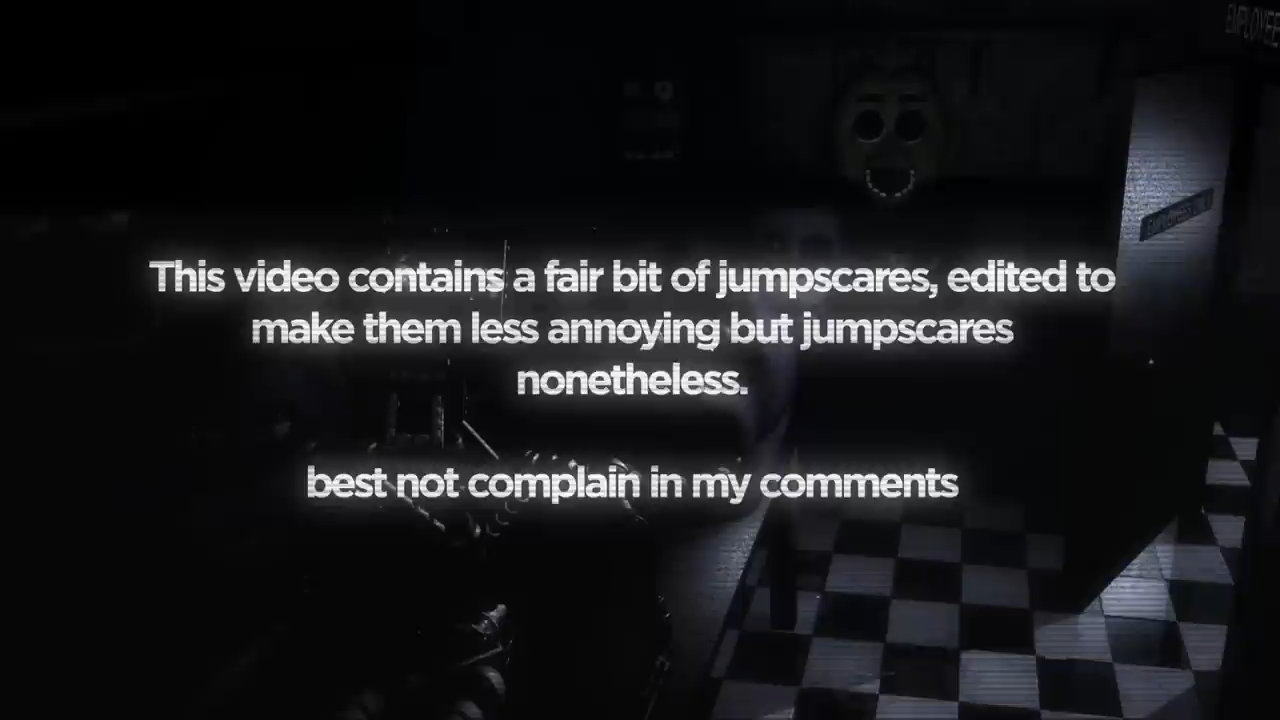 EMPLOYEE
This video contains a fair bit of jumpscares, edited to
make them less annoying but jumpscares
nonetheless.
best not complain in my comments